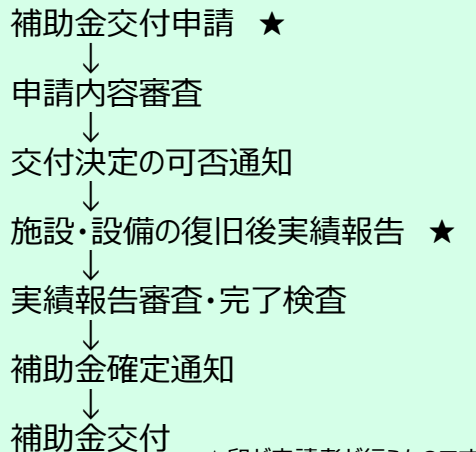 補助金交付申請 ★
↓
申請内容審査
↓
交付決定の可否通知
↓
施設・設備の復旧後実績報告 ★
↓
実績報告審査・完了検査
↓
補助金確定通知
↓
補助金交付